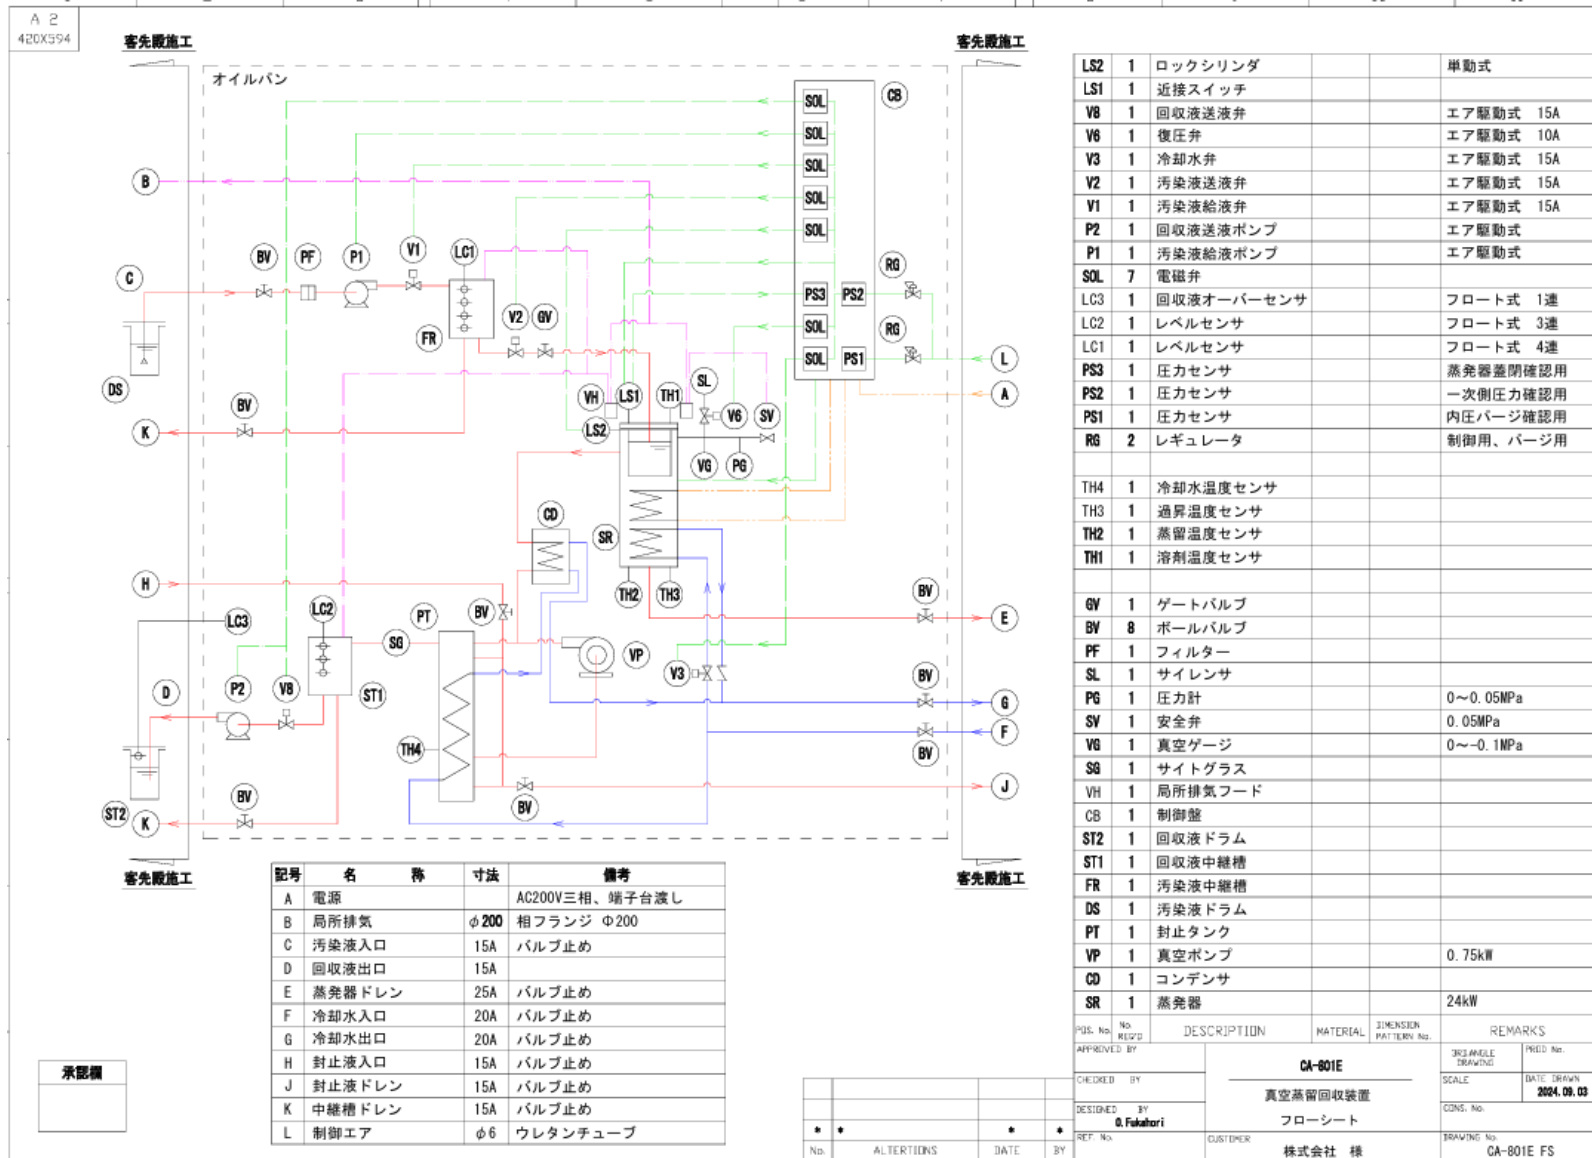 A 2
420X594
客先殿施工
客先殿施工
オイルパン
CB
SOL
SOL
SOL
SOL
SOL
B
BV
PF
P1
V1
LC1
RG
C
PS3
PS2
V2
GV
SOL
RG
FR
SOL
PS1
L
DS
SL
A
BV
VH
LS1
TH1
V6
SV
K
LS2
VG
PG
CD
SR
H
TH2
TH3
BV
LC3
LC2
PT
BV
E
SG
VP
V3
BV
D
P2
V8
ST1
G
F
TH4
BV
J
BV
BV
ST2
K
客先殿施工
客先殿施工
記号 名 称 寸法 備考
A 電源 AC200V三相、端子台渡し
B 局所排気 φ200 相フランジ Φ200
C 汚染液入口 15A バルブ止め
D 回収液出口 15A
E 蒸発器ドレン 25A バルブ止め
F 冷却水入口 20A バルブ止め
G 冷却水出口 20A バルブ止め
H 封止液入口 15A バルブ止め
J 封止液ドレン 15A バルブ止め
K 中継槽ドレン 15A バルブ止め
L 制御エア φ6 ウレタンチューブ
承認欄
LS2 1 ロックシリンダ 単動式
LS1 1 近接スイッチ
V8 1 回収液送液弁 エア駆動式 15A
V6 1 復圧弁 エア駆動式 10A
V3 1 冷却水弁 エア駆動式 15A
V2 1 汚染液送液弁 エア駆動式 15A
V1 1 汚染液給液弁 エア駆動式 15A
P2 1 回収液送液ポンプ エア駆動式
P1 1 汚染液給液ポンプ エア駆動式
SOL 7 電磁弁
LC3 1 回収液オーバーセンサ フロート式 1連
LC2 1 レベルセンサ フロート式 3連
LC1 1 レベルセンサ フロート式 4連
PS3 1 圧力センサ 蒸発器蓋閉確認用
PS2 1 圧力センサ 一次側圧力確認用
PS1 1 圧力センサ 内圧パージ確認用
RG 2 レギュレータ 制御用、パージ用
TH4 1 冷却水温度センサ
TH3 1 過昇温度センサ
TH2 1 蒸留温度センサ
TH1 1 溶剤温度センサ
GV 1 ゲートバルブ
BV 8 ボールバルブ
PF 1 フィルター
SL 1 サイレンサ
PG 1 圧力計 0～0.05MPa
SV 1 安全弁 0.05MPa
VG 1 真空ゲージ 0～-0.1MPa
SG 1 サイトグラス
VH 1 局所排気フード
CB 1 制御盤
ST2 1 回収液ドラム
ST1 1 回収液中継槽
FR 1 汚染液中継槽
DS 1 汚染液ドラム
PT 1 封止タンク
VP 1 真空ポンプ 0.75kW
CD 1 コンデンサ
SR 1 蒸発器 24kW
POS. No. No. REQ'D DESCRIPTION MATERIAL DIMENSION PATTERN No. REMARKS
APPROVED BY
CHECKED BY
DESIGNED BY
O.Fukahori
REF. No.
CA-801E
真空蒸留回収装置
フローシート
CUSTOMER
株式会社 様
DRAWING
PROD No.
SCALE
DATE DRAWN
2024.09.03
CONS. No.
DRAWING No.
CA-801E FS
* * * *
No. ALTERTIONS DATE BY